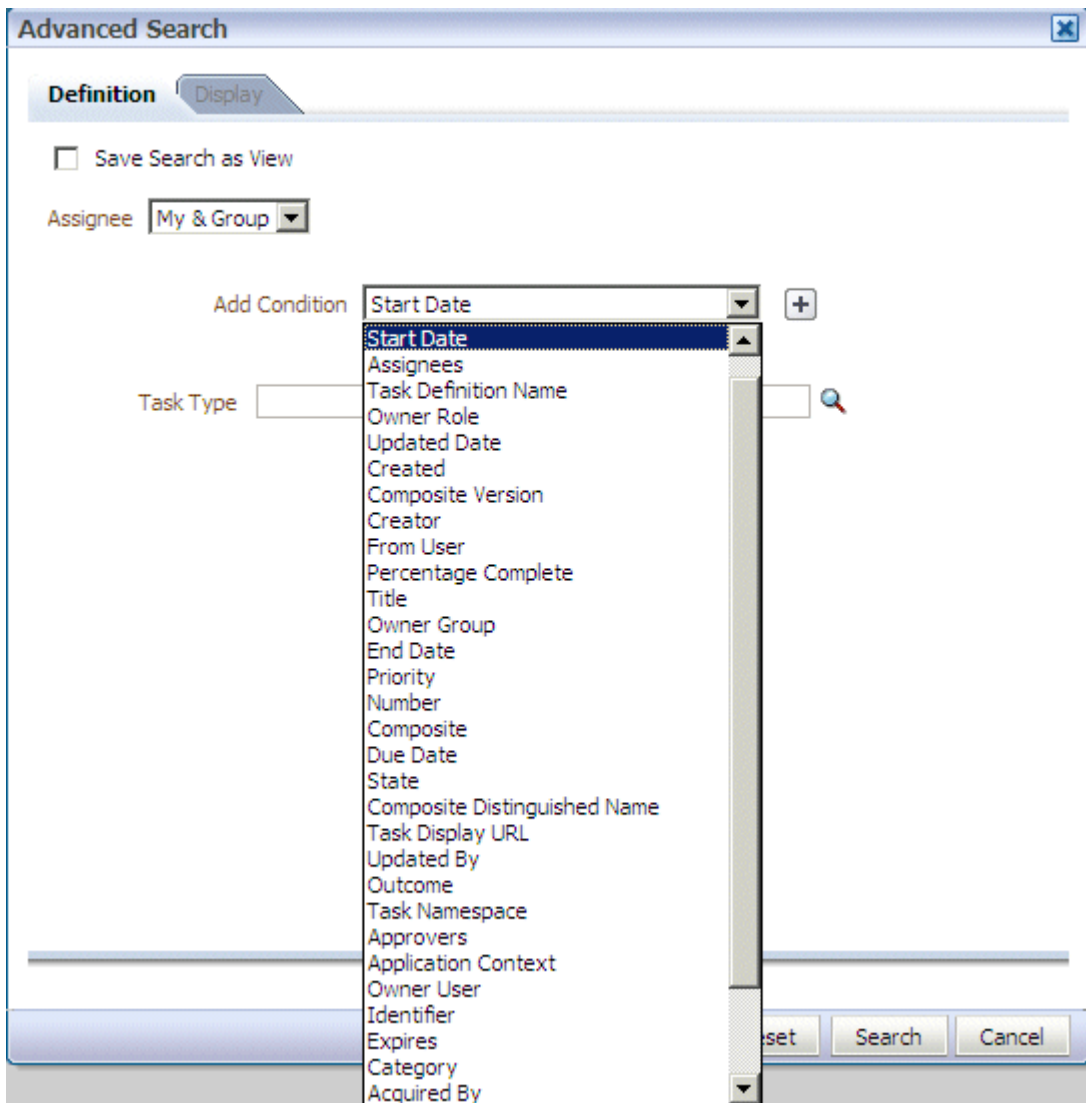 Advanced Search
Definition Display
Save Search as View
Assignee My & Group
Add Condition Start Date
Start Date
Assignees
Task Definition Name
Task Type
Owner Role
Updated Date
Created
Composite Version
Creator
From User
Percentage Complete
Title
Owner Group
End Date
Priority
Number
Composite
Due Date
State
Composite Distinguished Name
Task Display URL
Updated By
Outcome
Task Namespace
Approvers
Application Context
Owner User
Identifier
Expires
Category
Acquired By
Search Cancel